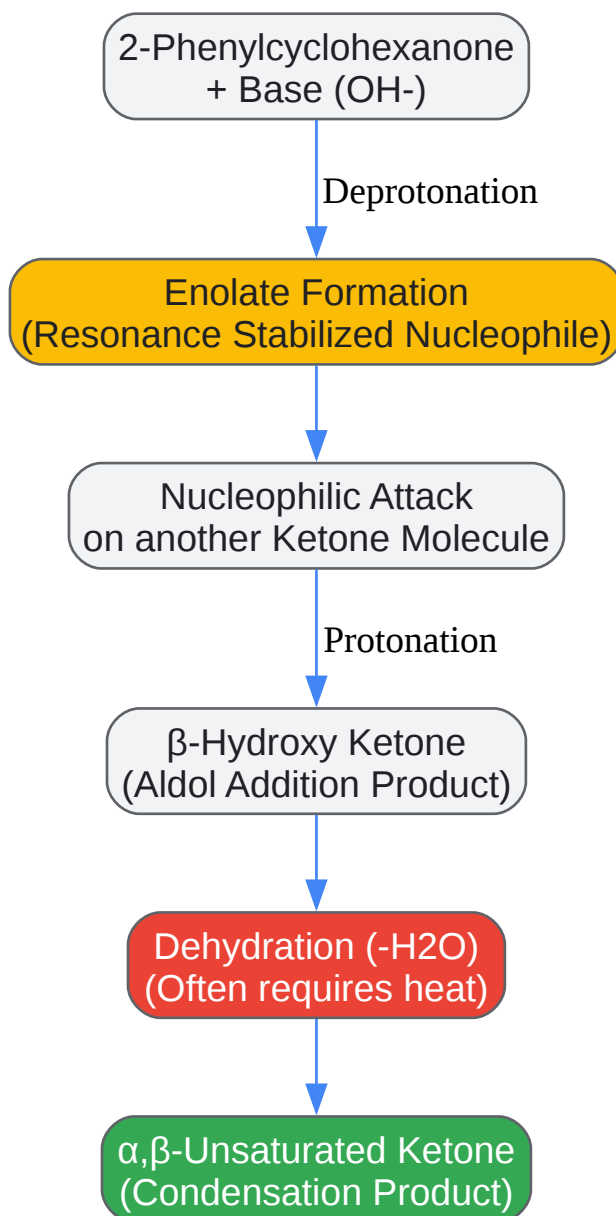 2-Phenylcyclohexanone
+ Base (OH-)
Deprotonation
Enolate Formation
(Resonance Stabilized Nucleophile)
Nucleophilic Attack
on another Ketone Molecule
Protonation
β-Hydroxy Ketone
(Aldol Addition Product)
Dehydration (-H2O)
(Often requires heat)
α,β-Unsaturated Ketone
(Condensation Product)